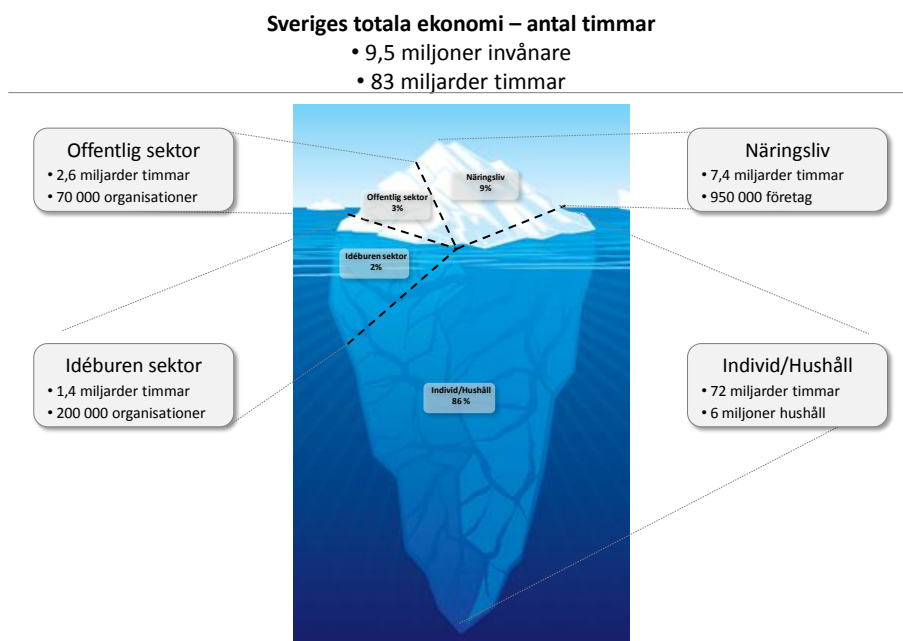 Sveriges totala ekonomi – antal timmar
• 9,5 miljoner invånare
• 83 miljarder timmar
Offentlig sektor
• 2,6 miljarder timmar
• 70 000 organisationer
Näringsliv
• 7,4 miljarder timmar
• 950 000 företag
Näringsliv
9%
Offentlig sektor
3%
Idéburen sektor
2%
Idéburen sektor
• 1,4 miljarder timmar
• 200 000 organisationer
Individ/Hushåll
86 %
Individ/Hushåll
• 72 miljarder timmar
• 6 miljoner hushåll